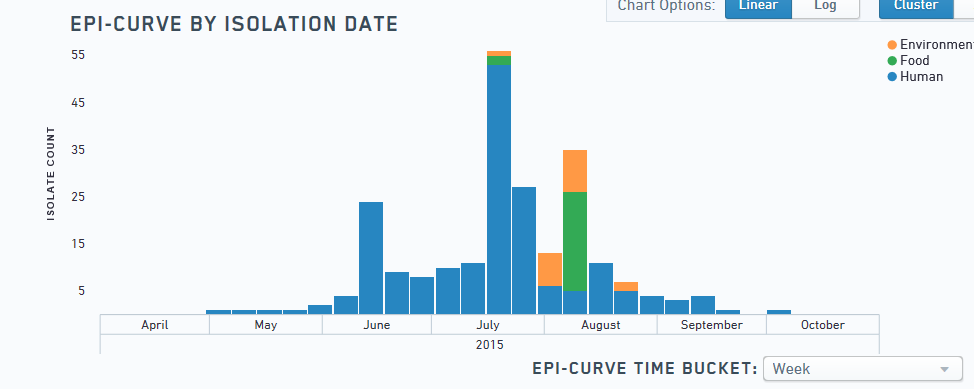 Chart Options: Linear Log Cluster
EPI-CURVE BY ISOLATION DATE
Environmen
Food
Human
55
45
35
25
15
5
ISOLATE COUNT
April May June July August September October
2015
EPI-CURVE TIME BUCKET: Week